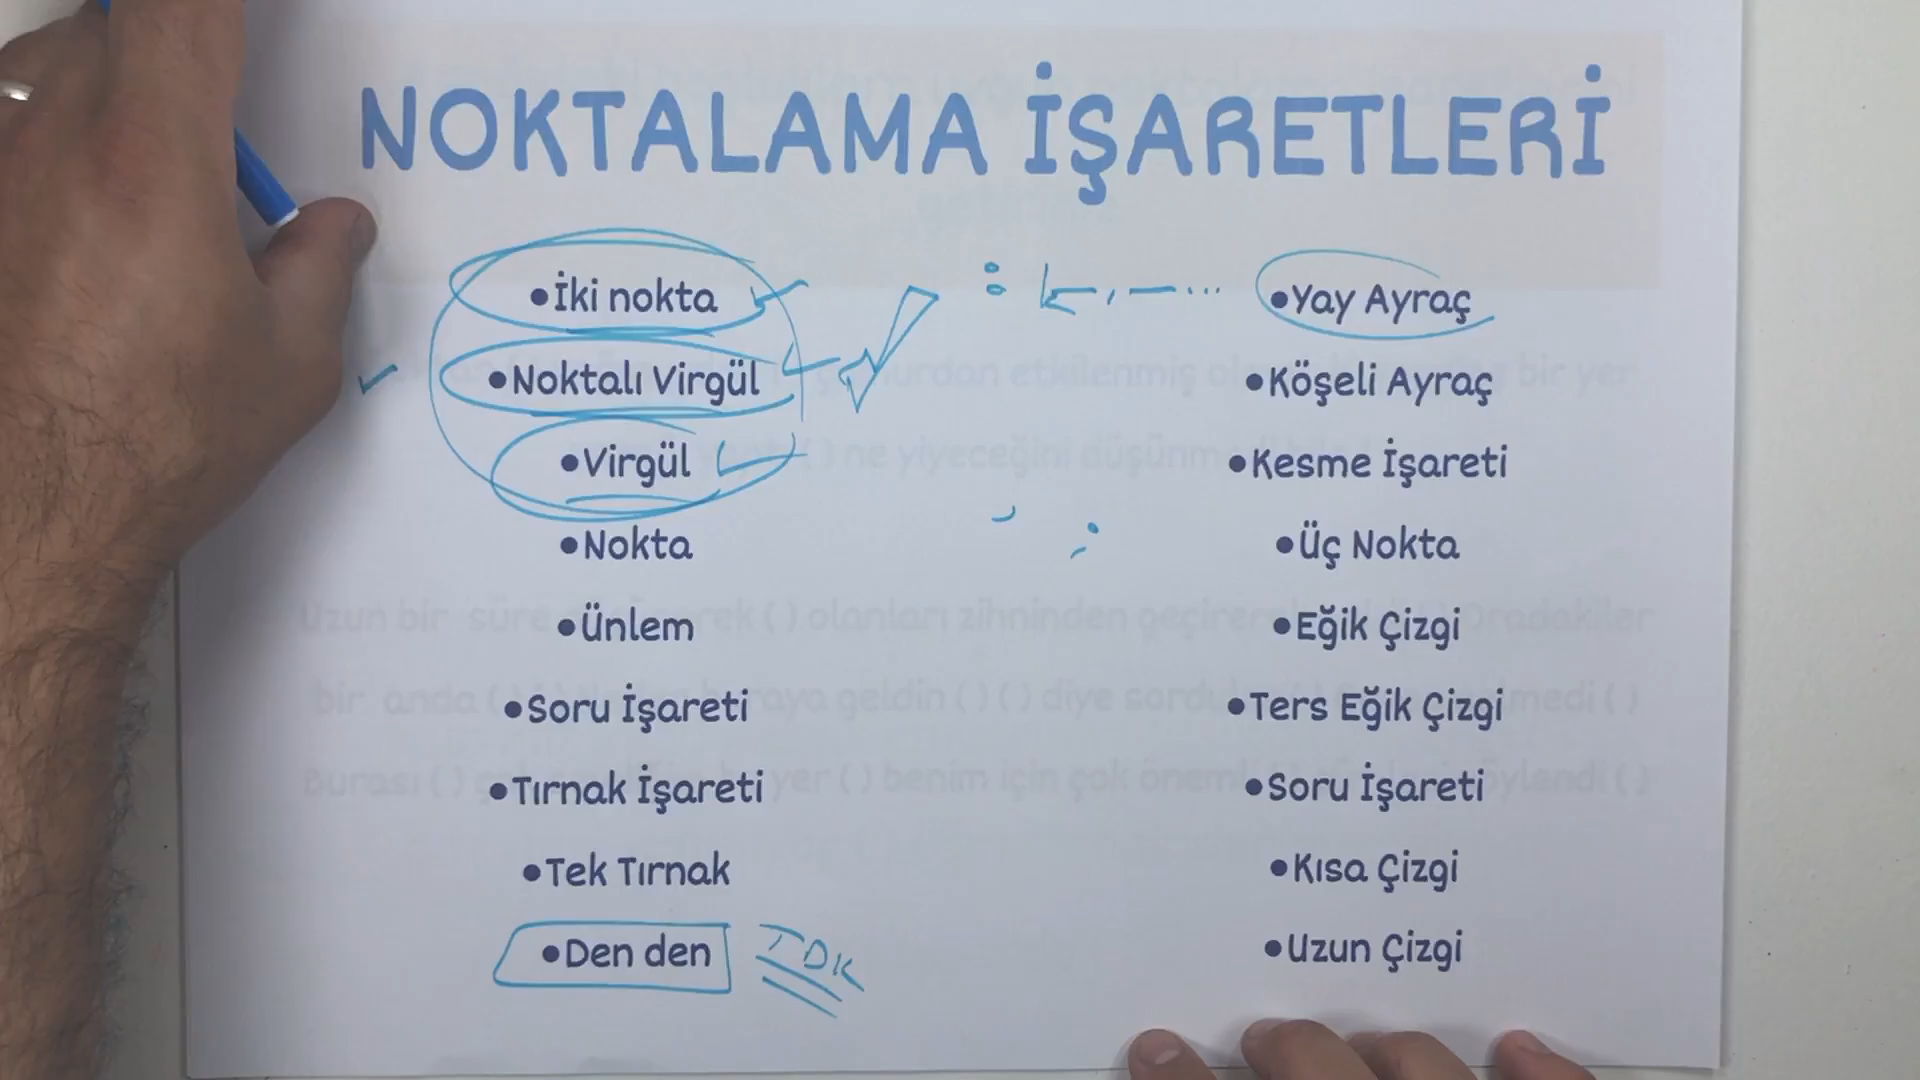 NOKTALAMA İŞARETLERİ
•İki nokta
•Noktalı Virgül
•Virgül
•Nokta
•Ünlem
•Soru İşareti
•Tırnak İşareti
•Tek Tırnak
•Den den TDK
•Yay Ayraç
•Köşeli Ayraç
•Kesme İşareti
•Üç Nokta
•Eğik Çizgi
•Ters Eğik Çizgi
•Soru İşareti
•Kısa Çizgi
•Uzun Çizgi